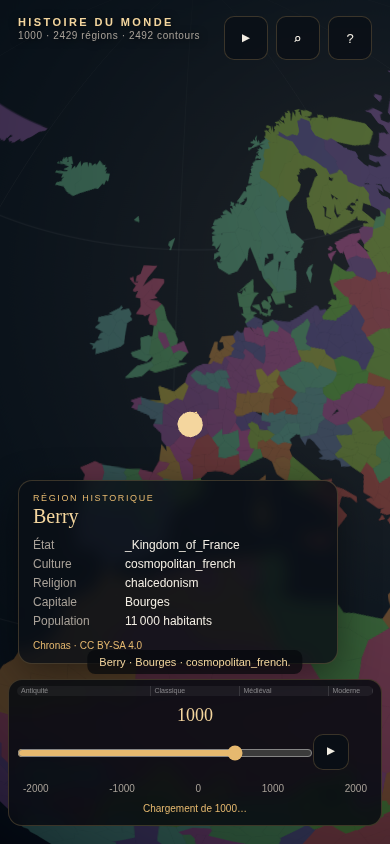 HISTOIRE DU MONDE
1000 · 2429 régions · 2492 contours
?
RÉGION HISTORIQUE
Berry
État _Kingdom_of_France
Culture cosmopolitan_french
Religion chalcedonism
Capitale Bourges
Population 11 000 habitants
Chronas · CC BY-SA 4.0
Berry · Bourges · cosmopolitan_french.
Antiquité Classique Médiéval Moderne
1000
-2000 -1000 0 1000 2000
Chargement de 1000…